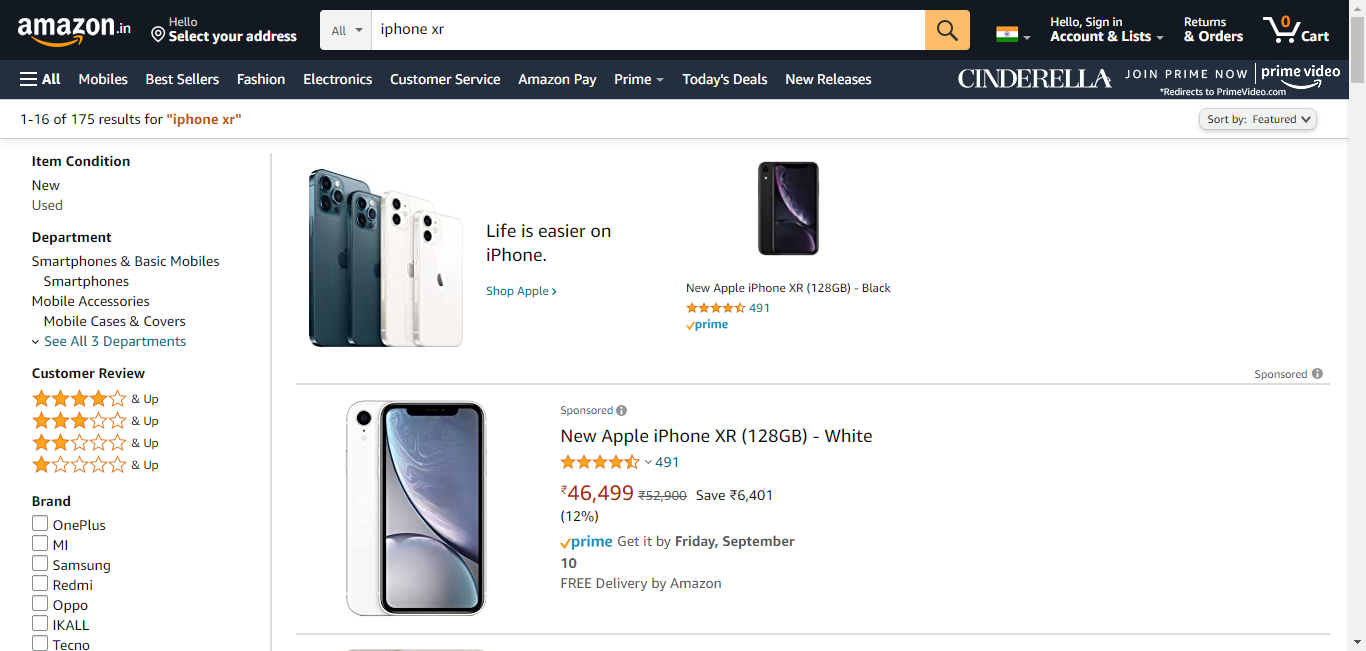 amazon.in
Hello
Select your address
All
iphone xr
Hello, Sign in
Account & Lists
Returns
& Orders
0
Cart
All
Mobiles
Best Sellers
Fashion
Electronics
Customer Service
Amazon Pay
Prime
Today's Deals
New Releases
CINDERELLA
JOIN PRIME NOW
prime video
*Redirects to PrimeVideo.com
1-16 of 175 results for "iphone xr"
Sort by: Featured
Item Condition
New
Used
Department
Smartphones & Basic Mobiles
Smartphones
Mobile Accessories
Mobile Cases & Covers
See All 3 Departments
Customer Review
& Up
& Up
& Up
& Up
Brand
OnePlus
MI
Samsung
Redmi
Oppo
IKALL
Tecno
Life is easier on
iPhone.
Shop Apple
New Apple iPhone XR (128GB) - Black
491
prime
Sponsored
Sponsored
New Apple iPhone XR (128GB) - White
491
₹46,499 ₹52,900 Save ₹6,401
(12%)
prime Get it by Friday, September
10
FREE Delivery by Amazon